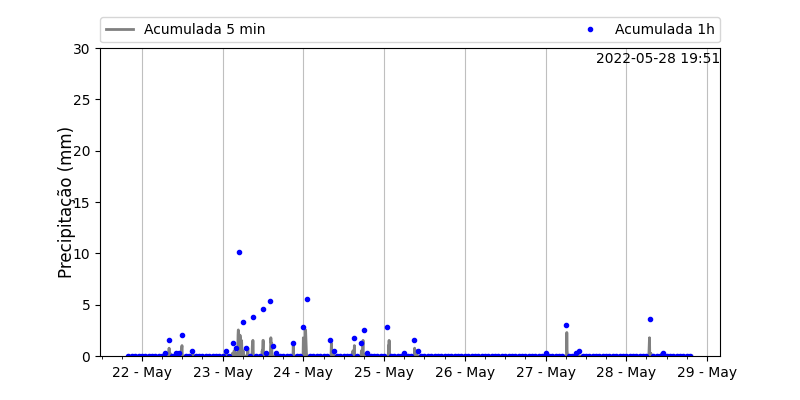 Acumulada 5 min
Acumulada 1h
2022-05-28 19:51
30
25
20
15
10
5
0
Precipitação (mm)
22 - May 23 - May 24 - May 25 - May 26 - May 27 - May 28 - May 29 - May